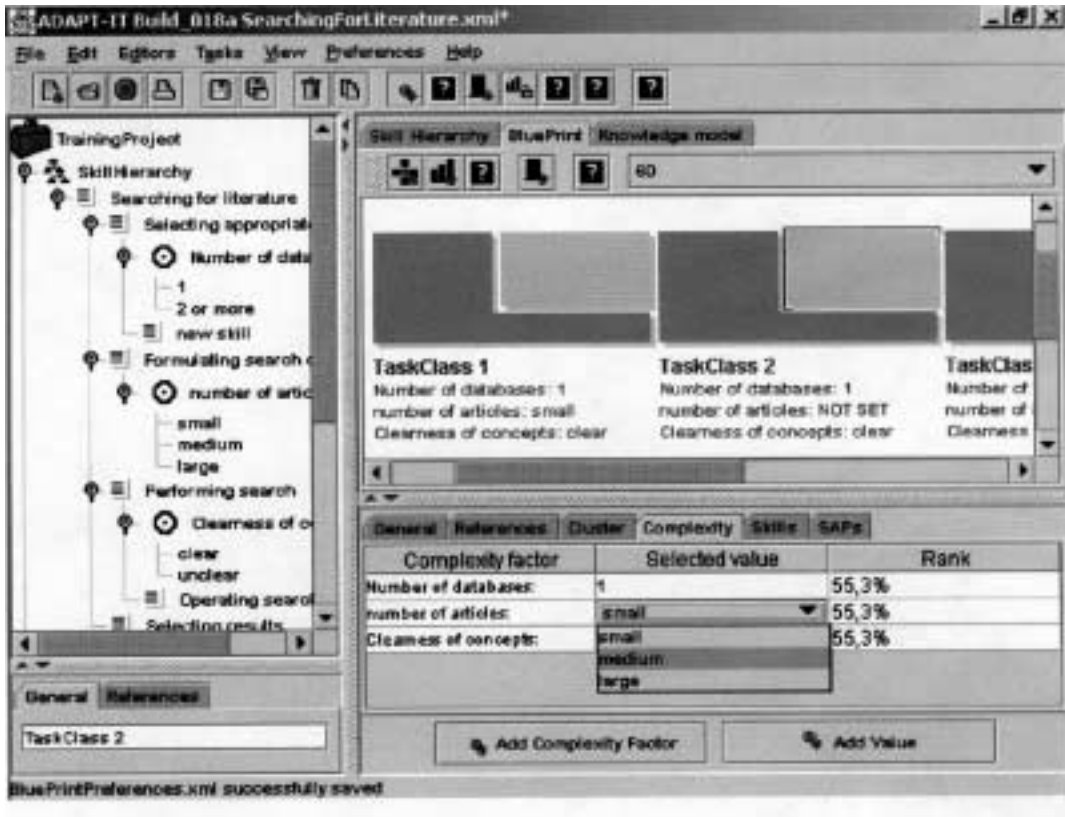 ADAPT-IT Build_018a SearchingForLiterature.xml*
File Edit Editors Tasks View Preferences Help
TrainingProject
SkillHierarchy
Searching for literature
Selecting appropriat
Number of data
1
2 or more
new skill
Formulating search
number of artic
small
medium
large
Performing search
Clearness of
clear
unclear
Operating searc
Selecting results
General References
TaskClass 2
Skill Hierarchy BluePrint Knowledge model
60
TaskClass 1 TaskClass 2 TaskClas
Number of databases: 1 Number of databases: 1 Number of
number of articles: small number of articles: NOT SET number of
Clearness of concepts: clear Clearness of concepts: clear Clearness
General References Cluster Complexity Skills SAPs
Complexity factor Selected value Rank
Number of databases: 1 55,3%
number of articles: small 55,3%
Clearness of concepts: small 55,3%
medium
large
Add Complexity Factor Add Value
BluePrintPreferences.xml successfully saved